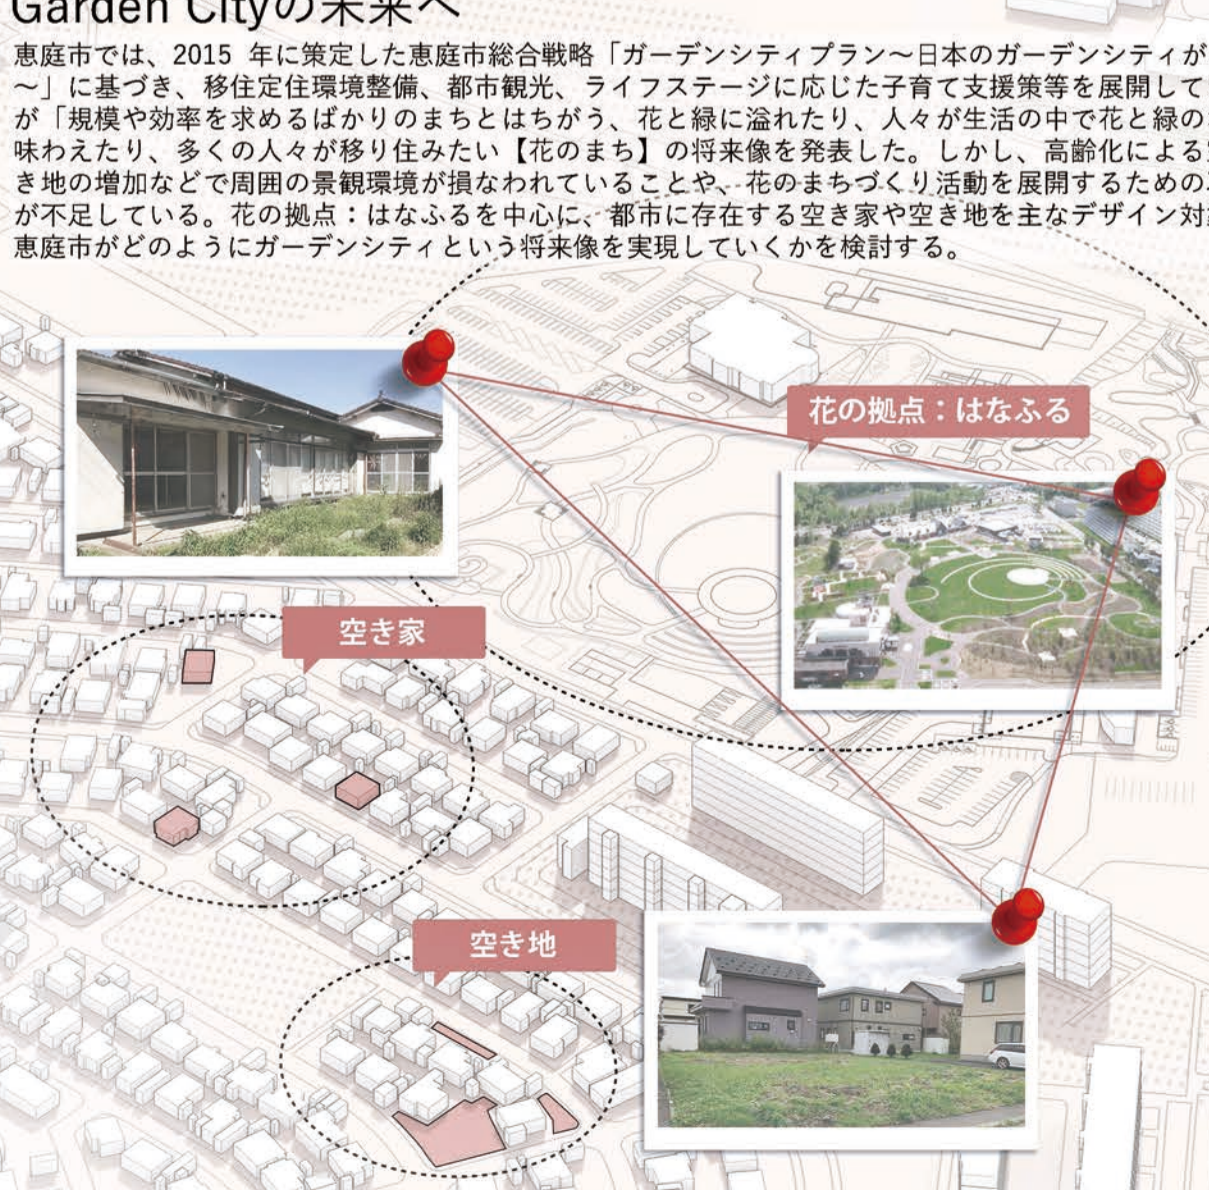 Garden Cityの未来へ
恵庭市では、2015 年に策定した恵庭市総合戦略「ガーデンシティプラン〜日本のガーデンシティが
〜」に基づき、移住定住環境整備、都市観光、ライフステージに応じた子育て支援策等を展開して
が「規模や効率を求めるばかりのまちとはちがう、花と緑に溢れたり、人々が生活の中で花と緑の
味わえたり、多くの人々が移り住みたい【花のまち】の将来像を発表した。しかし、高齢化による
き地の増加などで周囲の景観環境が損なわれていることや、花のまちづくり活動を展開するための
が不足している。花の拠点：はなふるを中心に、都市に存在する空き家や空き地を主なデザイン対
恵庭市がどのようにガーデンシティという将来像を実現していくかを検討する。
花の拠点：はなふる
空き家
空き地